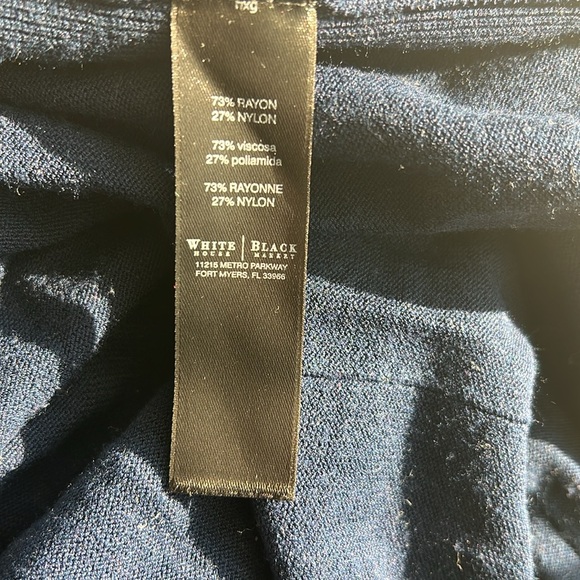 mxg
73% RAYON
27% NYLON
73% viscosa
27% poliamida
73% RAYONNE
27% NYLON
WHITE | BLACK
HOUSE | MARKET
11215 METRO PARKWAY
FORT MYERS, FL 33966